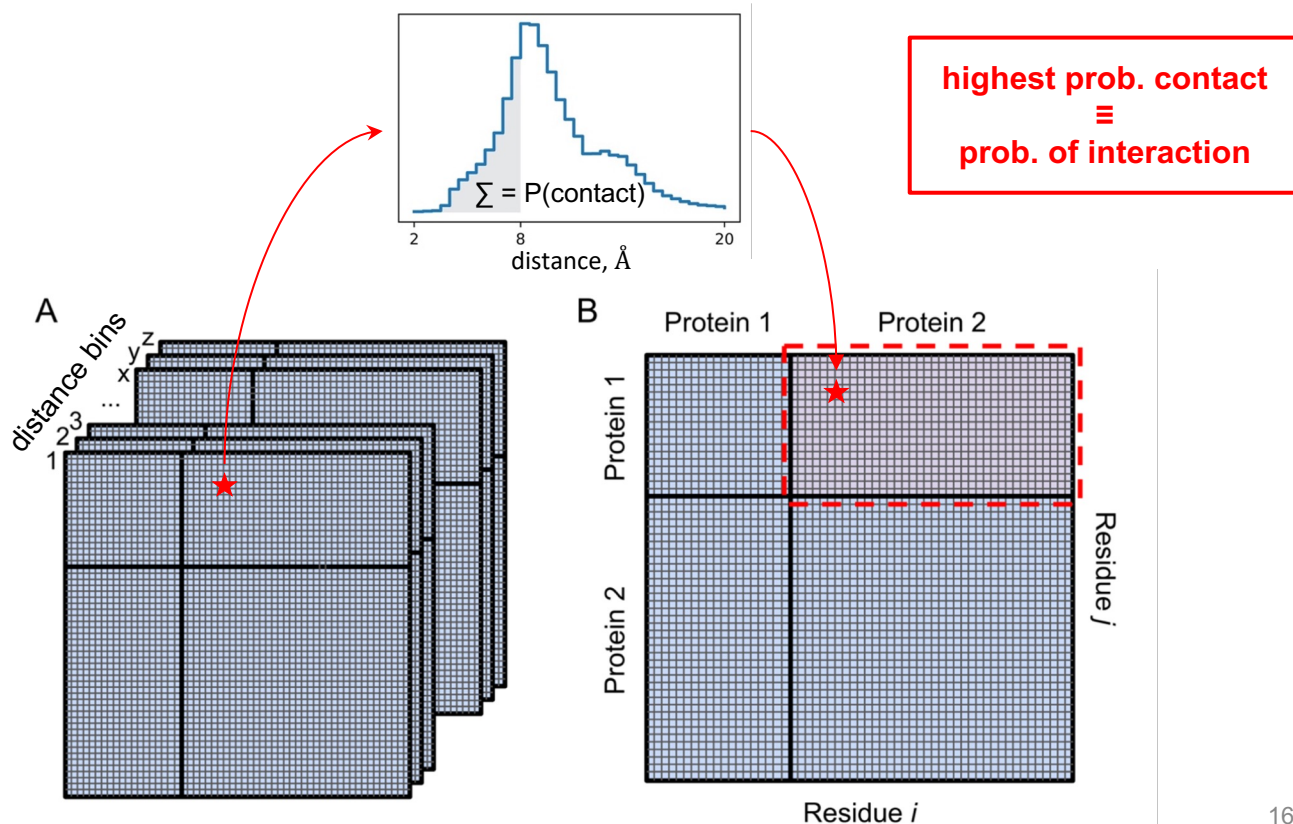 highest prob. contact
≡
prob. of interaction
∑ = P(contact)
2
8
20
distance, Å
A
distance bins
1
2
3
...
x
y
z
B
Protein 1
Protein 2
Protein 1
Protein 2
Residue j
Residue i
16